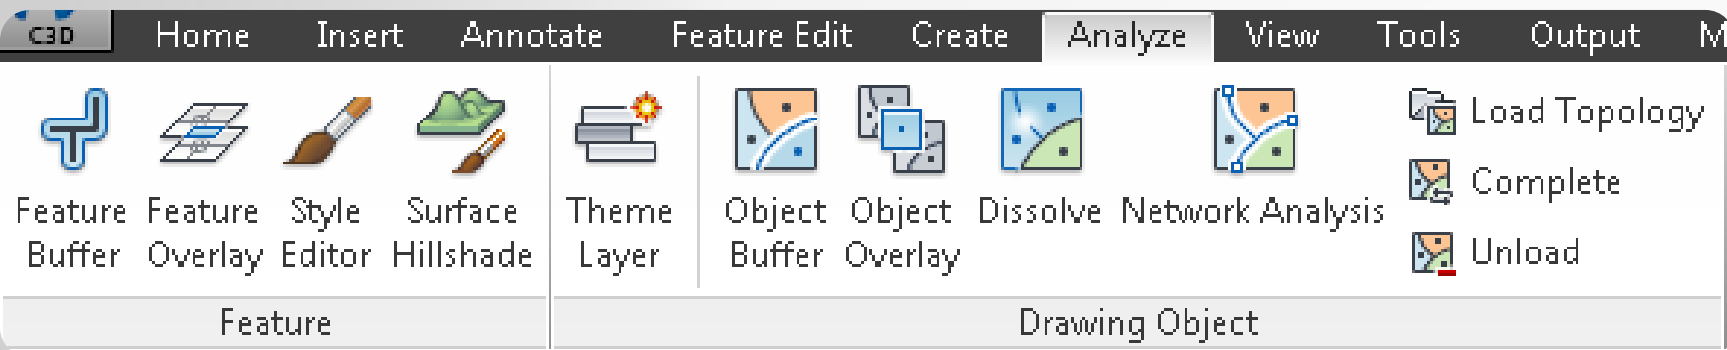 C3D
Home Insert Annotate Feature Edit Create Analyze View Tools Output M
Feature Buffer
Feature Overlay
Style Editor
Surface Hillshade
Theme Layer
Object Buffer
Object Overlay
Dissolve
Network Analysis
Load Topology
Complete
Unload
Feature
Drawing Object